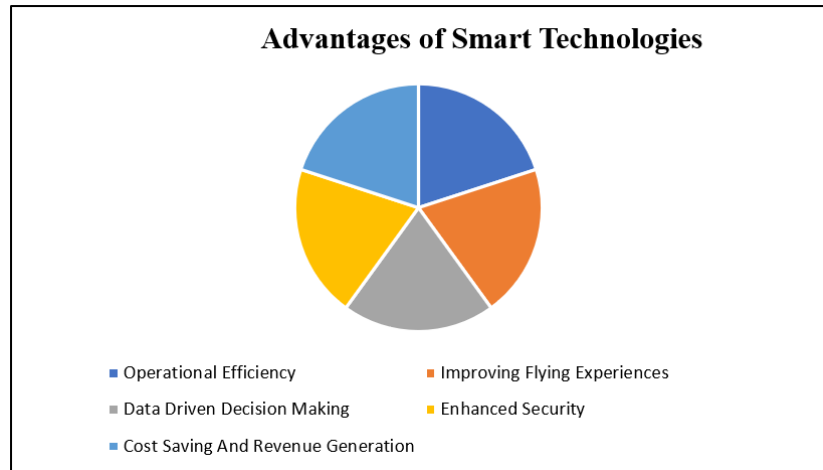 Advantages of Smart Technologies
Operational Efficiency
Improving Flying Experiences
Data Driven Decision Making
Enhanced Security
Cost Saving And Revenue Generation